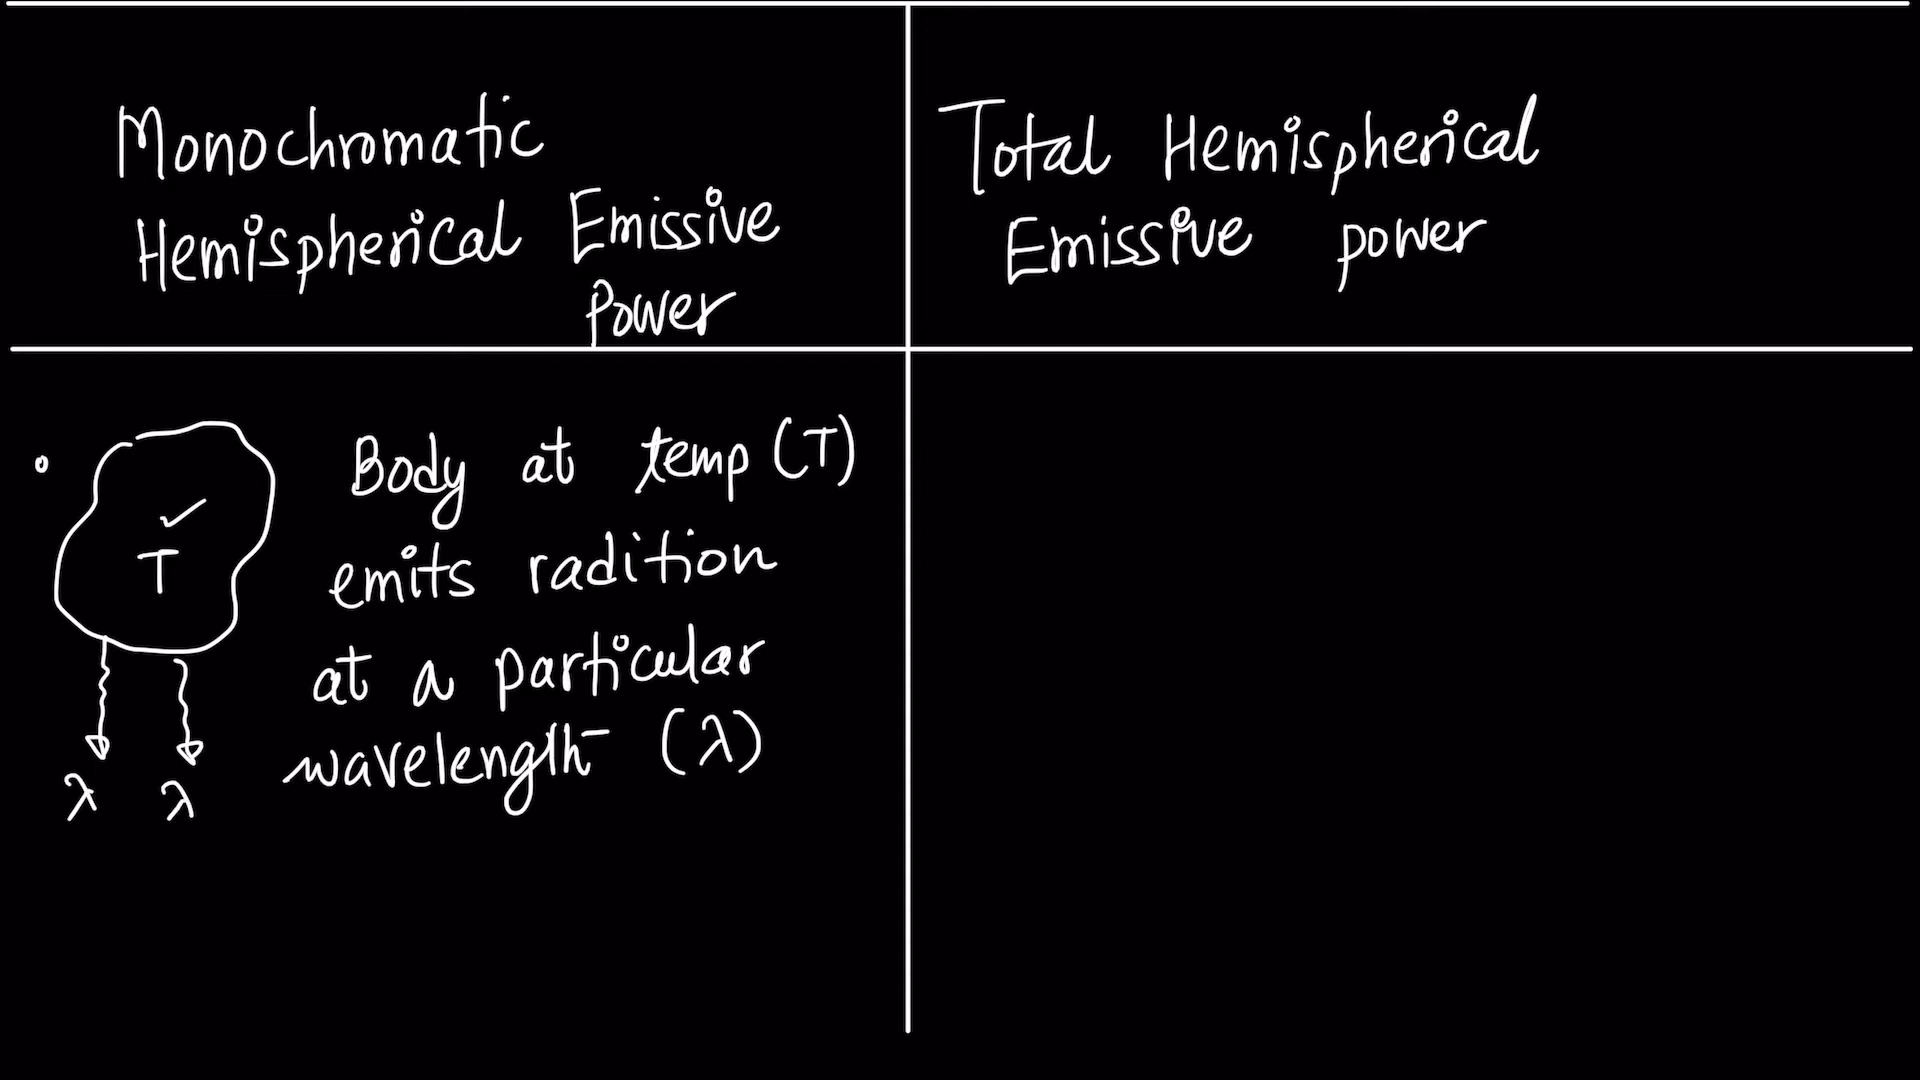 Monochromatic
Hemispherical Emissive
Power
Total Hemispherical
Emissive power
T
λ λ
Body at temp (T)
emits radition
at a particular
wavelength (λ)